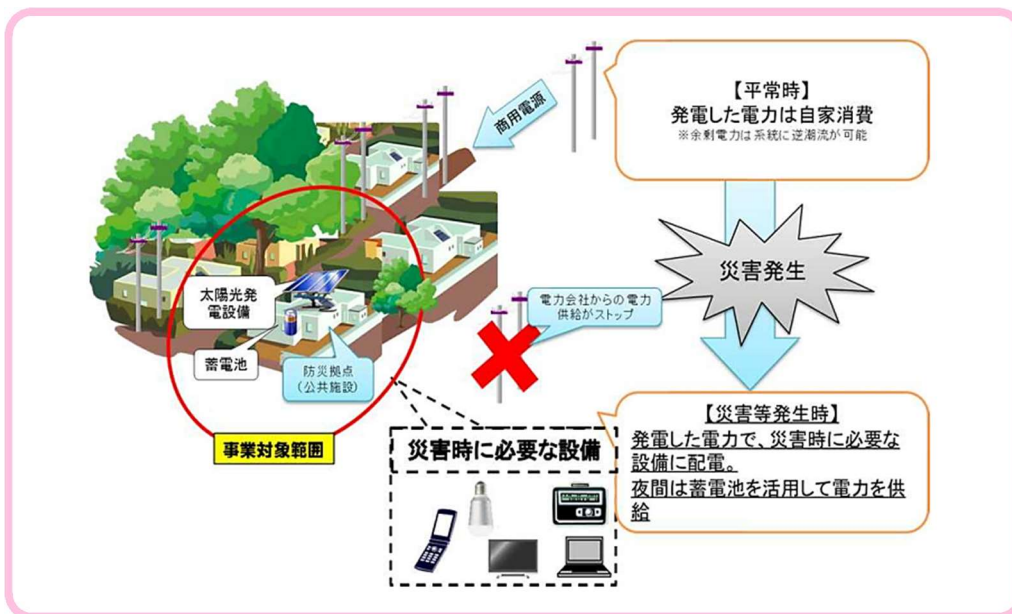 商用電源
【平常時】
発電した電力は自家消費
※余剰電力は系統に逆潮流が可能
災害発生
太陽光発
電設備
蓄電池
防災拠点
（公共施設）
事業対象範囲
電力会社からの電力
供給がストップ
災害時に必要な設備
【災害等発生時】
発電した電力で、災害時に必要な
設備に配電。
夜間は蓄電池を活用して電力を供
給